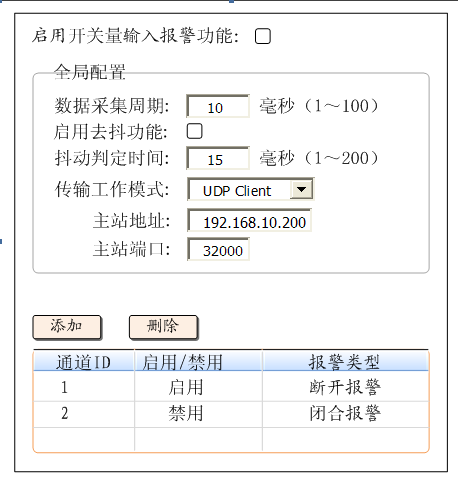 启用开关量输入报警功能:
全局配置
数据采集周期: 10 毫秒（1～100）
启用去抖功能:
抖动判定时间: 15 毫秒（1～200）
传输工作模式: UDP Client
主站地址: 192.168.10.200
主站端口: 32000
添加 删除
通道ID 启用/禁用 报警类型
1 启用 断开报警
2 禁用 闭合报警